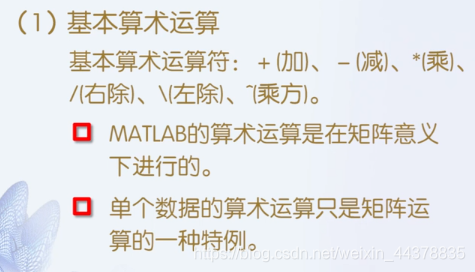 （1）基本算术运算
基本算术运算符： + (加)、 – (减)、*(乘)、
/(右除)、\(左除)、^(乘方)。
MATLAB的算术运算是在矩阵意义
下进行的。
单个数据的算术运算只是矩阵运
算的一种特例。
https://blog.csdn.net/weixin_44378835